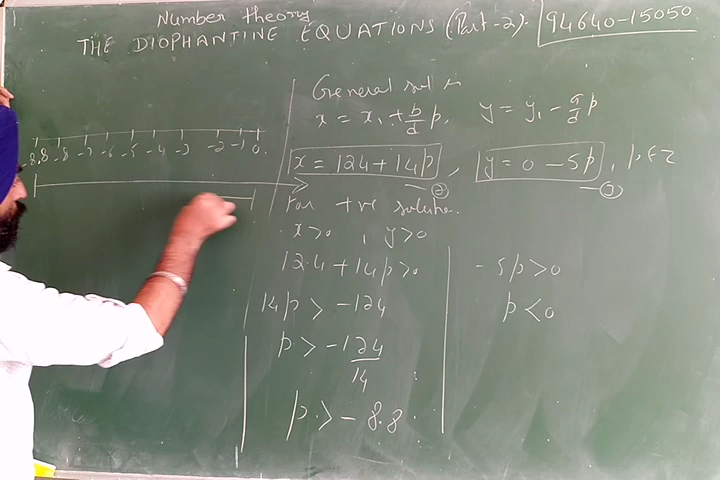 Number theory
THE DIOPHANTINE EQUATIONS (Part-2).
94640-15050
-8.8 -8 -7 -6 -5 -4 -3 -2 -1 0
General sol is
x = x₁ + b/d p, y = y₁ - a/d p
x = 124 + 14p, y = 0 - 5p, p ∈ Z
For +ve solution.
x>0 , y>0
124 + 14p > 0
14p > -124
p > -124/14
p > -8.8
-5p > 0
p < 0